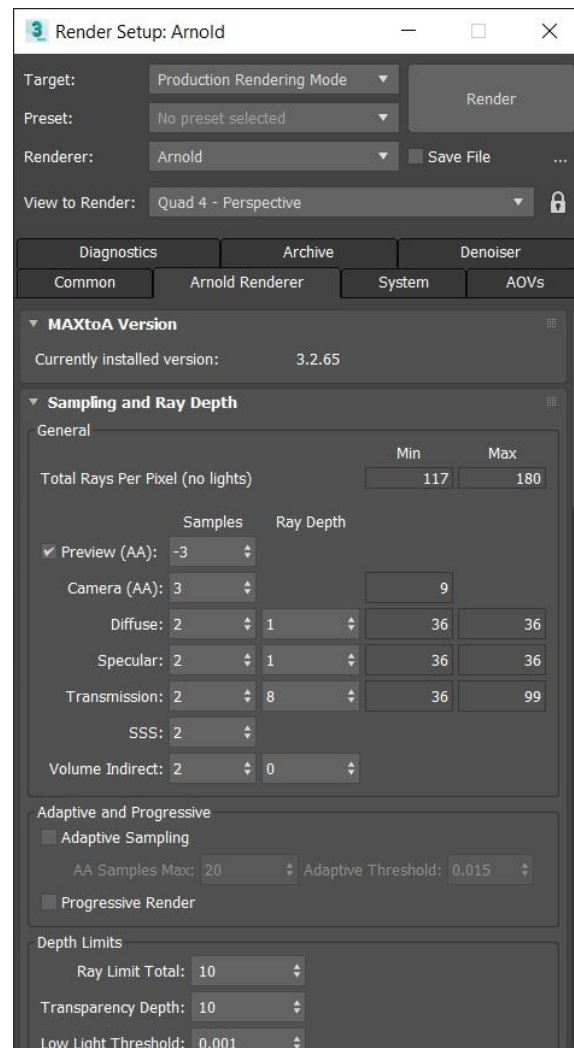 3 Render Setup: Arnold
Target: Production Rendering Mode
Render
Preset: No preset selected
Renderer: Arnold Save File ...
View to Render: Quad 4 - Perspective
Diagnostics Archive Denoiser
Common Arnold Renderer System AOVs
MAXtoA Version
Currently installed version: 3.2.65
Sampling and Ray Depth
General
Min Max
Total Rays Per Pixel (no lights) 117 180
Samples Ray Depth
Preview (AA): -3
Camera (AA): 3 9
Diffuse: 2 1 36 36
Specular: 2 1 36 36
Transmission: 2 8 36 99
SSS: 2
Volume Indirect: 2 0
Adaptive and Progressive
Adaptive Sampling
AA Samples Max: 20 Adaptive Threshold: 0.015
Progressive Render
Depth Limits
Ray Limit Total: 10
Transparency Depth: 10
Low Light Threshold: 0.001